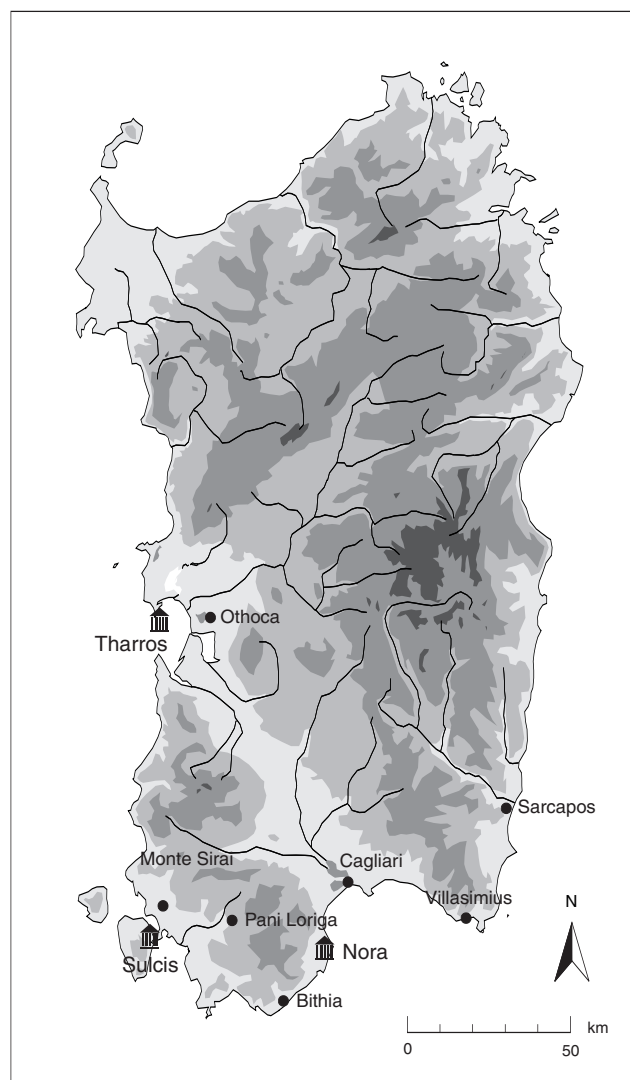 Othoca
Tharros
Sarcapos
Monte Sirai
Cagliari
Villasimius
Pani Loriga
N
Nora
Sulcis
Bithia
km
0 50